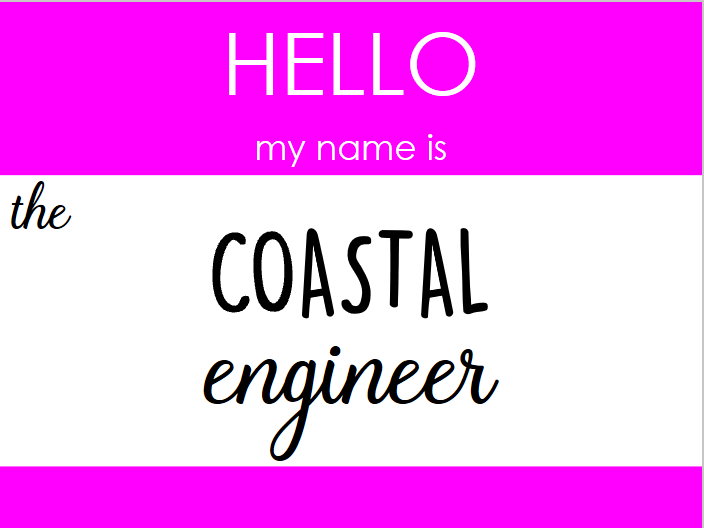 HELLO
my name is
the
COASTAL
engineer